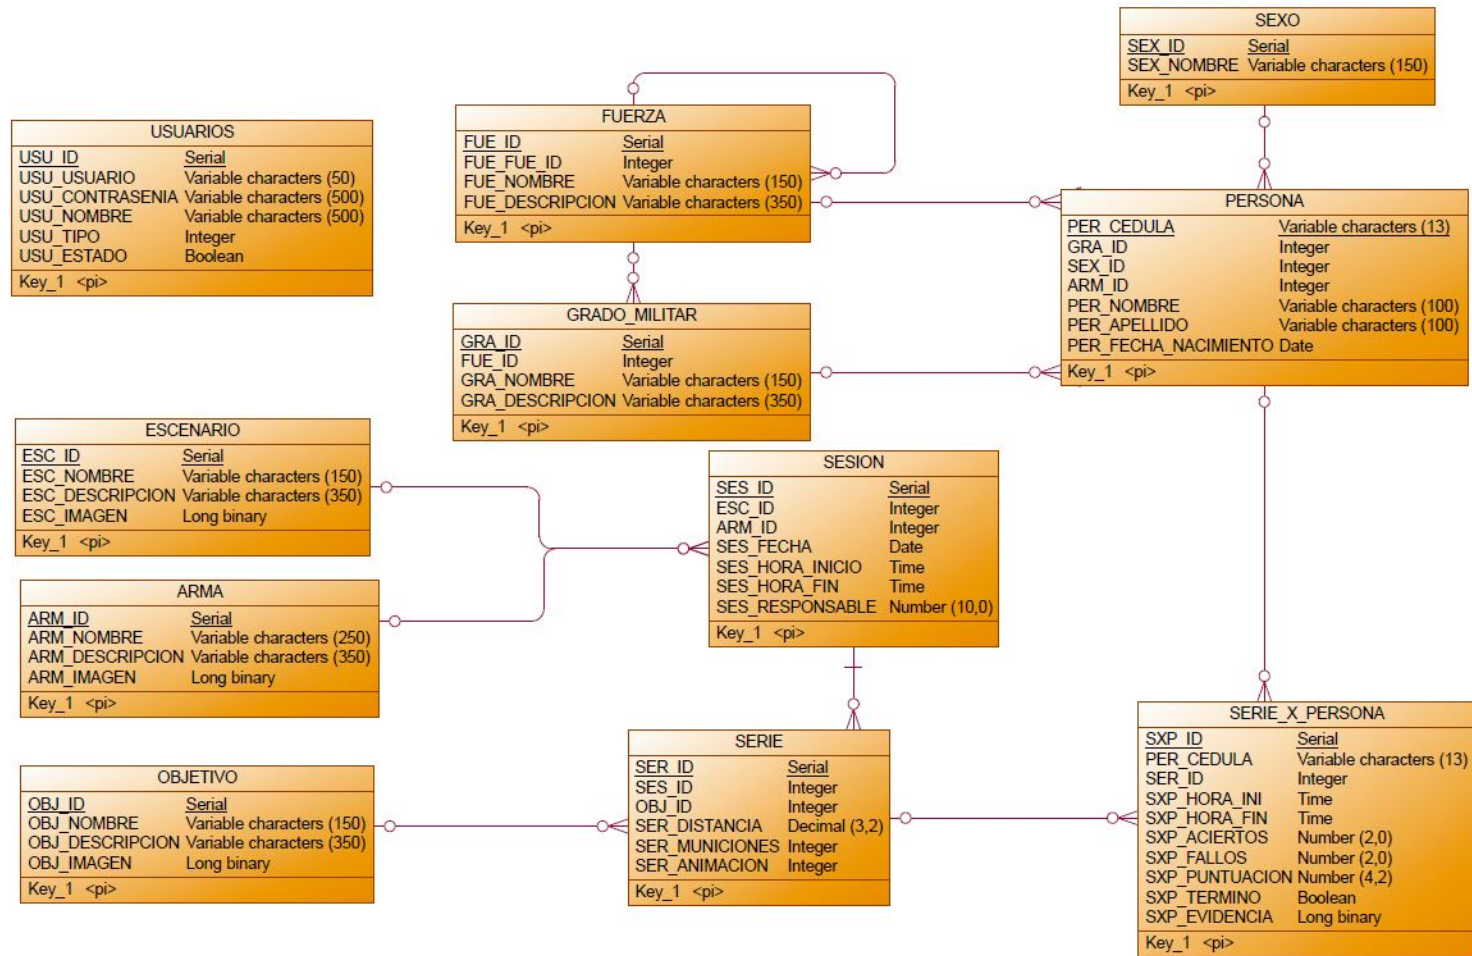 SEXO
SEX_ID Serial
SEX_NOMBRE Variable characters (150)
Key_1 <pi>
FUERZA
FUE_ID Serial
FUE_FUE_ID Integer
FUE_NOMBRE Variable characters (150)
FUE_DESCRIPCION Variable characters (350)
Key_1 <pi>
USUARIOS
USU_ID Serial
USU_USUARIO Variable characters (50)
USU_CONTRASENIA Variable characters (500)
USU_NOMBRE Variable characters (500)
USU_TIPO Integer
USU_ESTADO Boolean
Key_1 <pi>
PERSONA
PER_CEDULA Variable characters (13)
GRA_ID Integer
SEX_ID Integer
ARM_ID Integer
PER_NOMBRE Variable characters (100)
PER_APELLIDO Variable characters (100)
PER_FECHA_NACIMIENTO Date
Key_1 <pi>
GRADO_MILITAR
GRA_ID Serial
FUE_ID Integer
GRA_NOMBRE Variable characters (150)
GRA_DESCRIPCION Variable characters (350)
Key_1 <pi>
ESCENARIO
ESC_ID Serial
ESC_NOMBRE Variable characters (150)
ESC_DESCRIPCION Variable characters (350)
ESC_IMAGEN Long binary
Key_1 <pi>
SESION
SES_ID Serial
ESC_ID Integer
ARM_ID Integer
SES_FECHA Date
SES_HORA_INICIO Time
SES_HORA_FIN Time
SES_RESPONSABLE Number (10,0)
Key_1 <pi>
ARMA
ARM_ID Serial
ARM_NOMBRE Variable characters (250)
ARM_DESCRIPCION Variable characters (350)
ARM_IMAGEN Long binary
Key_1 <pi>
SERIE_X_PERSONA
SXP_ID Serial
PER_CEDULA Variable characters (13)
SER_ID Integer
SXP_HORA_INI Time
SXP_HORA_FIN Time
SXP_ACIERTOS Number (2,0)
SXP_FALLOS Number (2,0)
SXP_PUNTUACION Number (4,2)
SXP_TERMINO Boolean
SXP_EVIDENCIA Long binary
Key_1 <pi>
SERIE
SER_ID Serial
SES_ID Integer
OBJ_ID Integer
SER_DISTANCIA Decimal (3,2)
SER_MUNICIONES Integer
SER_ANIMACION Integer
Key_1 <pi>
OBJETIVO
OBJ_ID Serial
OBJ_NOMBRE Variable characters (150)
OBJ_DESCRIPCION Variable characters (350)
OBJ_IMAGEN Long binary
Key_1 <pi>